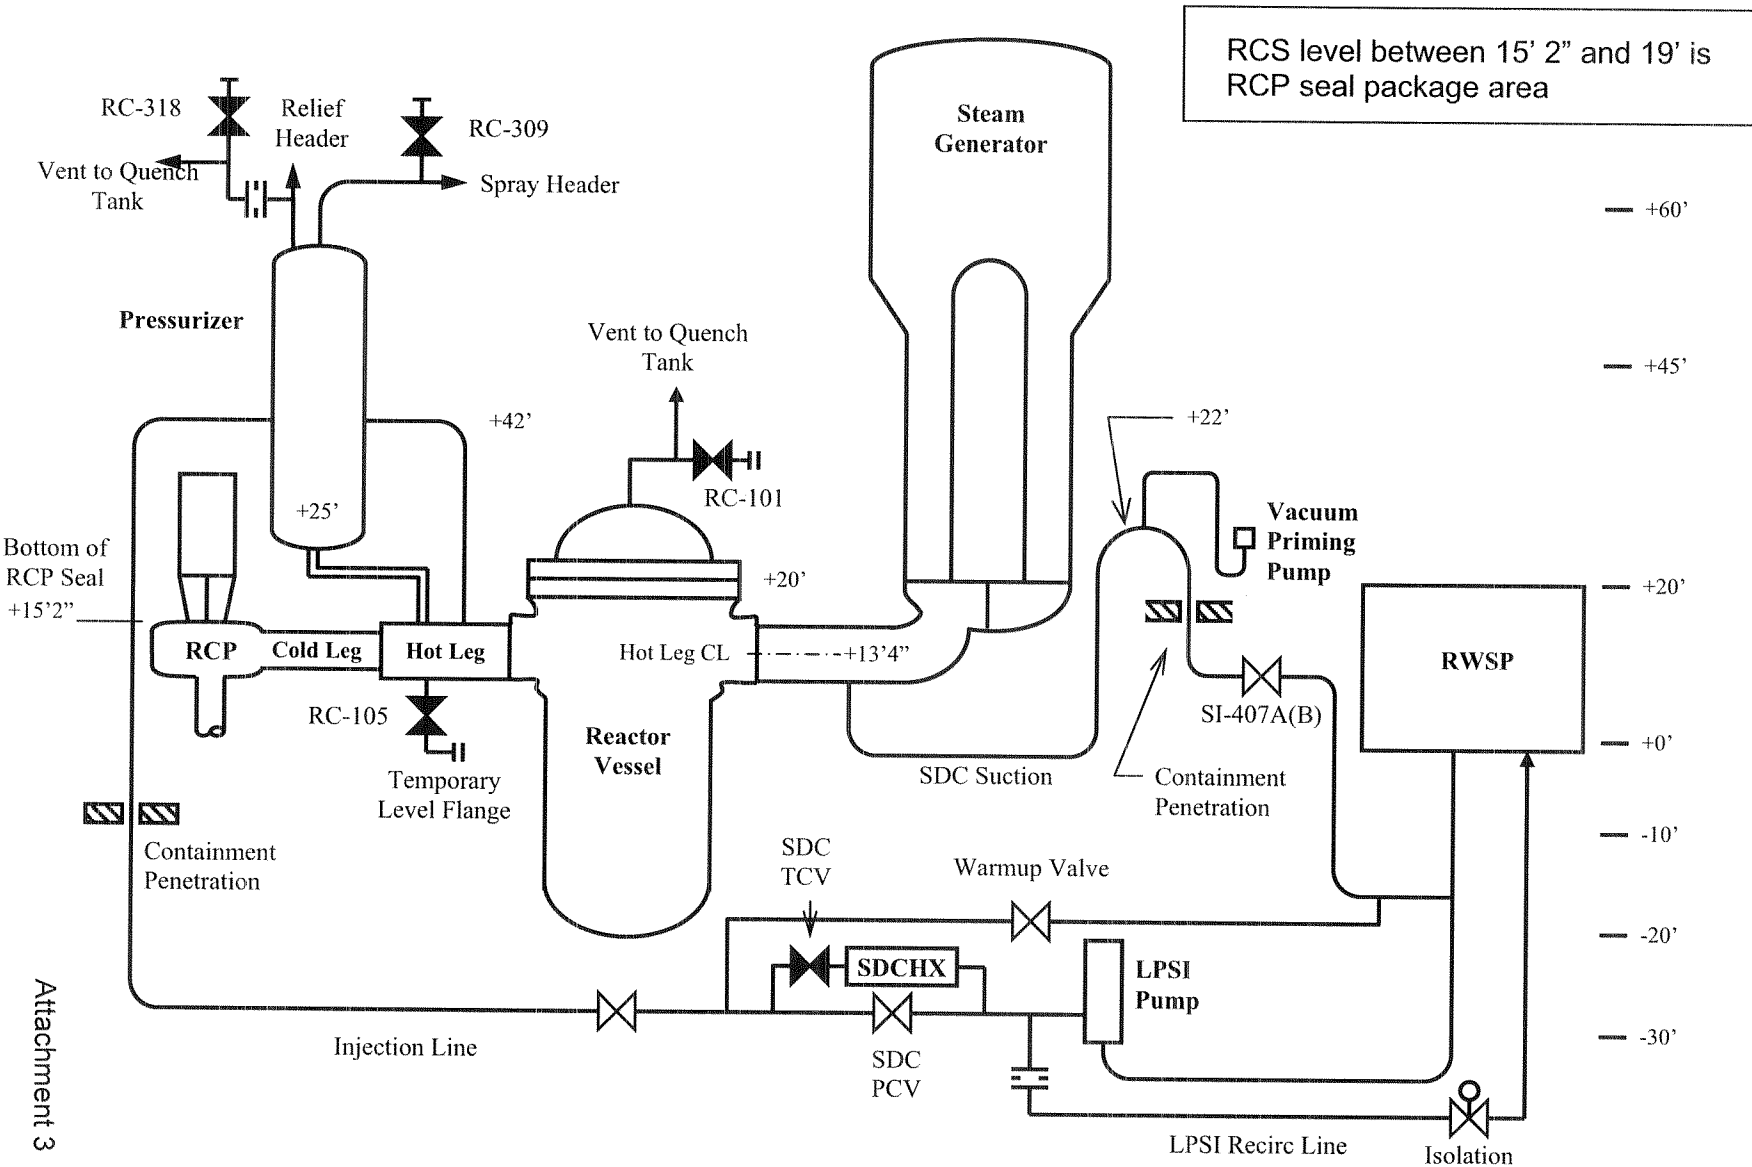 RCS level between 15’ 2” and 19’ is
RCP seal package area
RC-318
Relief
Header
RC-309
Vent to Quench
Tank
Spray Header
Steam
Generator
+60’
Pressurizer
Vent to Quench
Tank
+45’
+42’
+22’
RC-101
+25’
Vacuum
Priming
Pump
Bottom of
RCP Seal
+15’2”
+20’
+20’
RCP
Cold Leg
Hot Leg
Hot Leg CL
+13’4”
RWSP
RC-105
SI-407A(B)
Reactor
Vessel
+0’
Temporary
Level Flange
SDC Suction
Containment
Penetration
Containment
Penetration
-10’
SDC
TCV
Warmup Valve
-20’
SDCHX
LPSI
Pump
Injection Line
SDC
PCV
-30’
LPSI Recirc Line
Isolation
Attachment 3